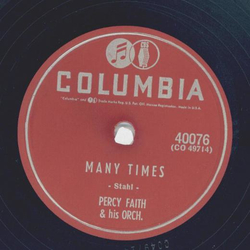 COLUMBIA
40076
(CO 49714)
MANY TIMES
- Stahl -
PERCY FAITH
& his ORCH.